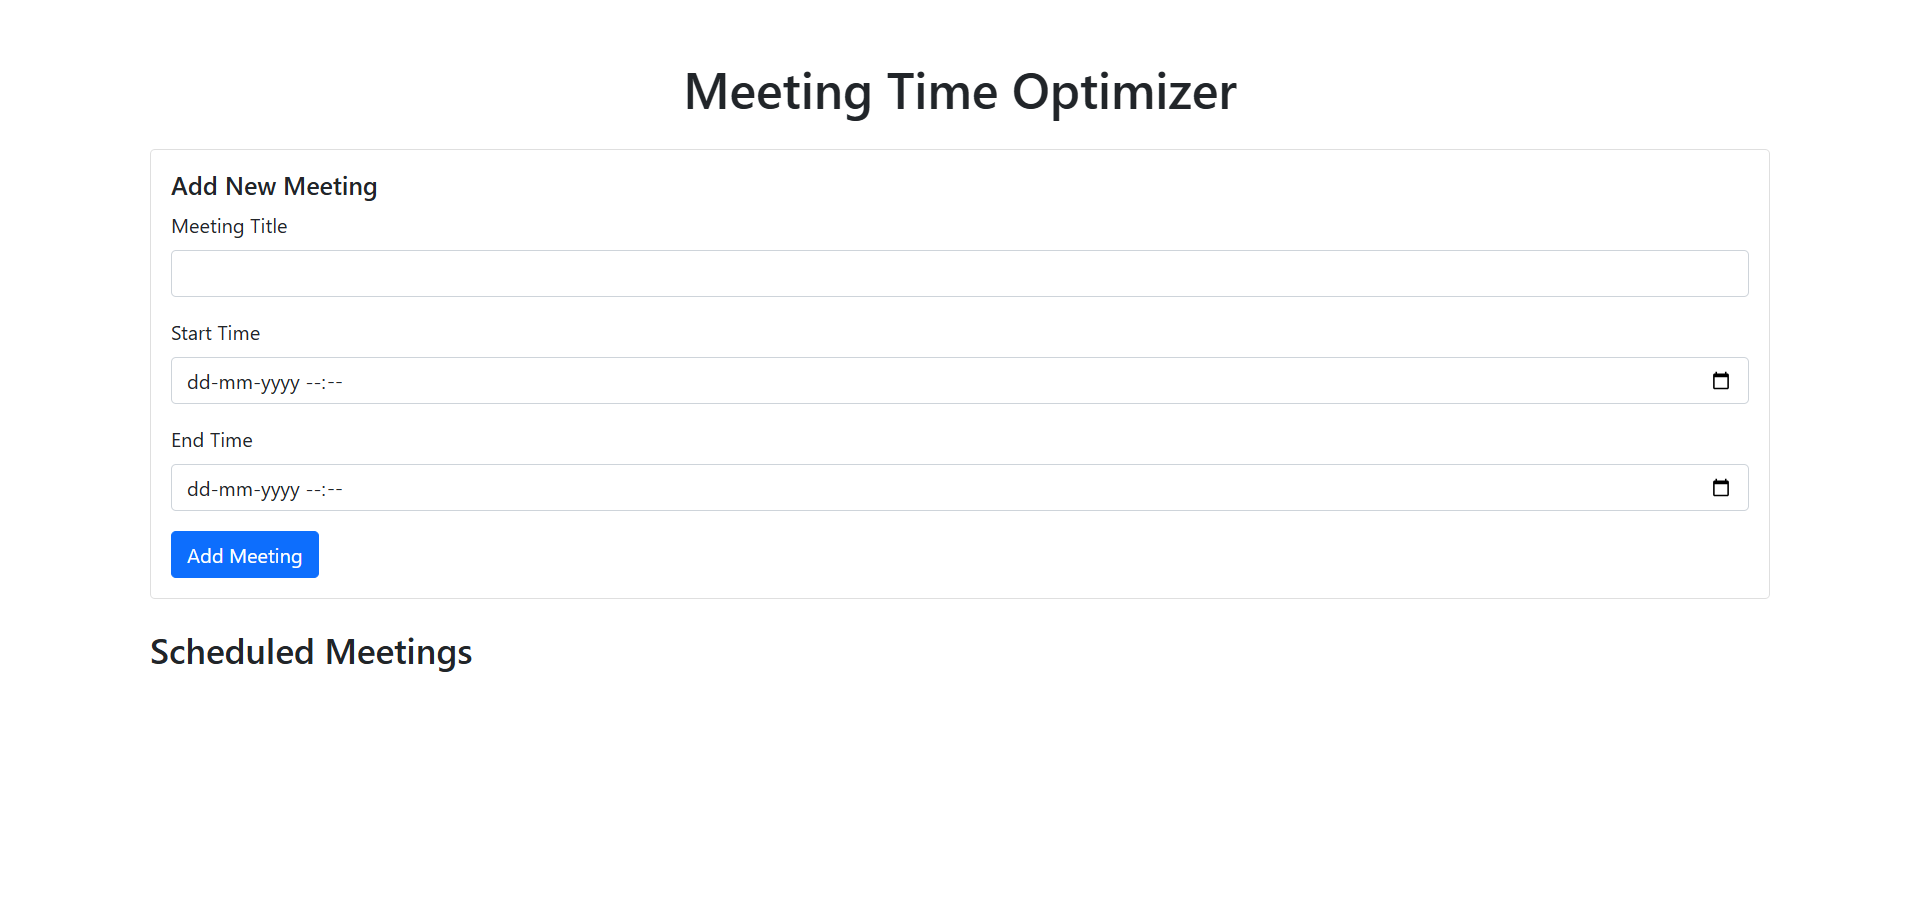 Meeting Time Optimizer
Add New Meeting
Meeting Title
Start Time
dd-mm-yyyy --:--
End Time
dd-mm-yyyy --:--
Add Meeting
Scheduled Meetings